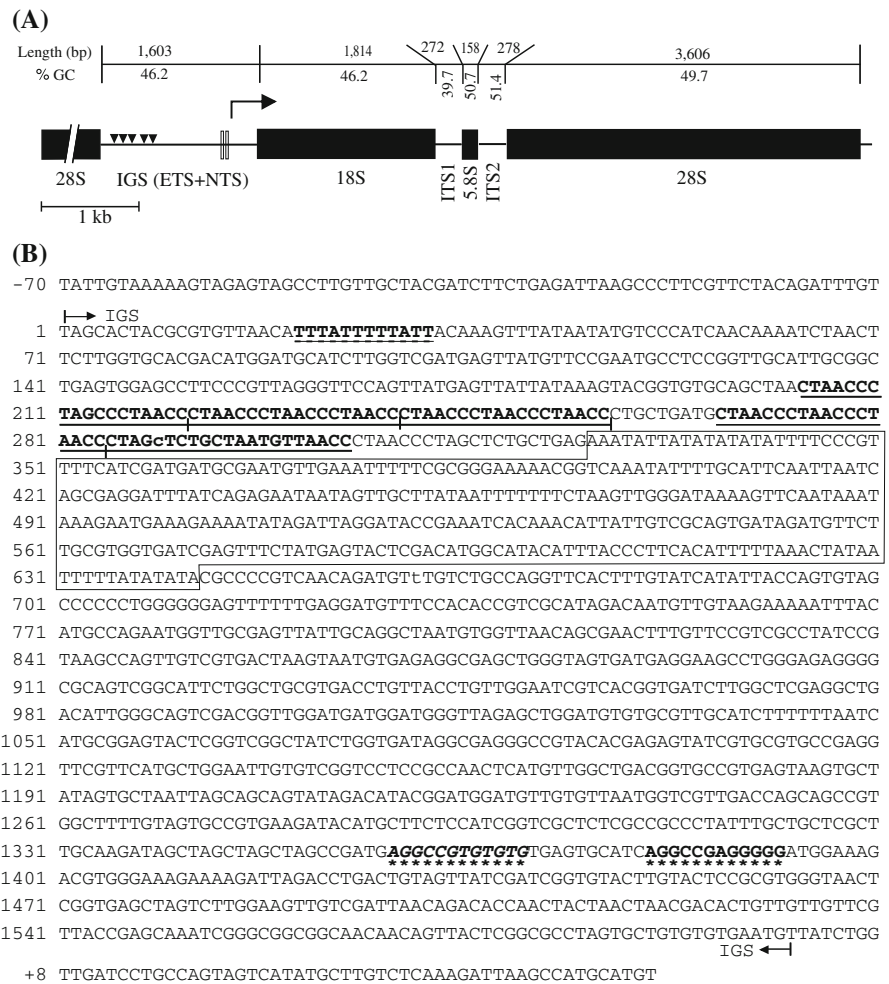 (A)
Length (bp) 1,603 1,814 272 158 278 3,606
% GC 46.2 46.2 39.7 50.7 51.4 49.7
28S IGS (ETS+NTS) 18S ITS1 5.8S ITS2 28S
1 kb
(B)
-70 TATTGTAAAAAGTAGAGTAGCCTTGTTGCTACGATCTTCTGAGATTAAGCCCTTCGTTCTACAGATTTGT
IGS
1 TAGCACTACGCGTGTTAACATTTATTTTTATTACAAAGTTTATAATATGTCCCATCAACAAAATCTAACT
71 TCTTGGTGCACGACATGGATGCATCTTGGTCGATGAGTTATGTTCCGAATGCCTCCGGTTGCATTGCGGC
141 TGAGTGGAGCCTTCCCGTTAGGGTTCCAGTTATGAGTTATTATAAAGTACGGTGTGCAGCTAACTAACCC
211 TAGCCCTAACCCTAACCCTAACCCTAACCCTAACCCTAACCCTAACCCTGCTGATGCTAACCCTAACCCT
281 AACCCTAGcTCTGCTAATGTTAACCCTAACCCTAGCTCTGCTGAGAAATATTATATATATATTTTCCCGT
351 TTTCATCGATGATGCGAATGTTGAAATTTTTCGCGGGAAAAACGGTCAAATATTTTGCATTCAATTAATC
421 AGCGAGGATTTATCAGAGAATAATAGTTGCTTATAATTTTTTTCTAAGTTGGGATAAAAGTTCAATAAAT
491 AAAGAATGAAAGAAAATATAGATTAGGATACCGAAATCACAAACATTATTGTCGCAGTGATAGATGTTCT
561 TGCGTGGTGATCGAGTTTCTATGAGTACTCGACATGGCATACATTTACCCTTCACATTTTTAAACTATAA
631 TTTTTATATATACGCCCCGTCAACAGATGTtTGTCTGCCAGGTTCACTTTGTATCATATTACCAGTGTAG
701 CCCCCCTGGGGGGAGTTTTTTGAGGATGTTTCCACACCGTCGCATAGACAATGTTGTAAGAAAAATTTAC
771 ATGCCAGAATGGTTGCGAGTTATTGCAGGCTAATGTGGTTAACAGCGAACTTTGTTCCGTCGCCTATCCG
841 TAAGCCAGTTGTCGTGACTAAGTAATGTGAGAGGCGAGCTGGGTAGTGATGAGGAAGCCTGGGAGAGGGG
911 CGCAGTCGGCATTCTGGCTGCGTGACCTGTTACCTGTTGGAATCGTCACGGTGATCTTGGCTCGAGGCTG
981 ACATTGGGCAGTCGACGGTTGGATGATGGATGGGTTAGAGCTGGATGTGTGCGTTGCATCTTTTTTAATC
1051 ATGCGGAGTACTCGGTCGGCTATCTGGTGATAGGCGAGGGCCGTACACGAGAGTATCGTGCGTGCCGAGG
1121 TTCGTTCATGCTGGAATTGTGTCGGTCCTCCGCCAACTCATGTTGGCTGACGGTGCCGTGAGTAAGTGCT
1191 ATAGTGCTAATTAGCAGCAGTATAGACATACGGATGGATGTTGTGTTAATGGTCGTTGACCAGCAGCCGT
1261 GGCTTTTGTAGTGCCGTGAAGATACATGCTTCTCCATCGGTCGCTCTCGCCGCCCTATTTGCTGCTCGCT
1331 TGCAAGATAGCTAGCTAGCTAGCCGATGAGGCCGTGTGTGTGAGTGCATCAGGCCGAGGGGGATGGAAAG
************ ************
1401 ACGTGGGAAAGAAAAGATTAGACCTGACTGTAGTTATCGATCGGTGTACTTGTACTCCGCGTGGGTAACT
1471 CGGTGAGCTAGTCTTGGAAGTTGTCGATTAACAGACACCAACTACTAACTAACGACACTGTTGTTGTTCG
1541 TTACCGAGCAAATCGGGCGGCGGCAACAACAGTTACTCGGCGCCTAGTGCTGTGTGTGAATGTTATCTGG
IGS
+8 TTGATCCTGCCAGTAGTCATATGCTTGTCTCAAAGATTAAGCCATGCATGT